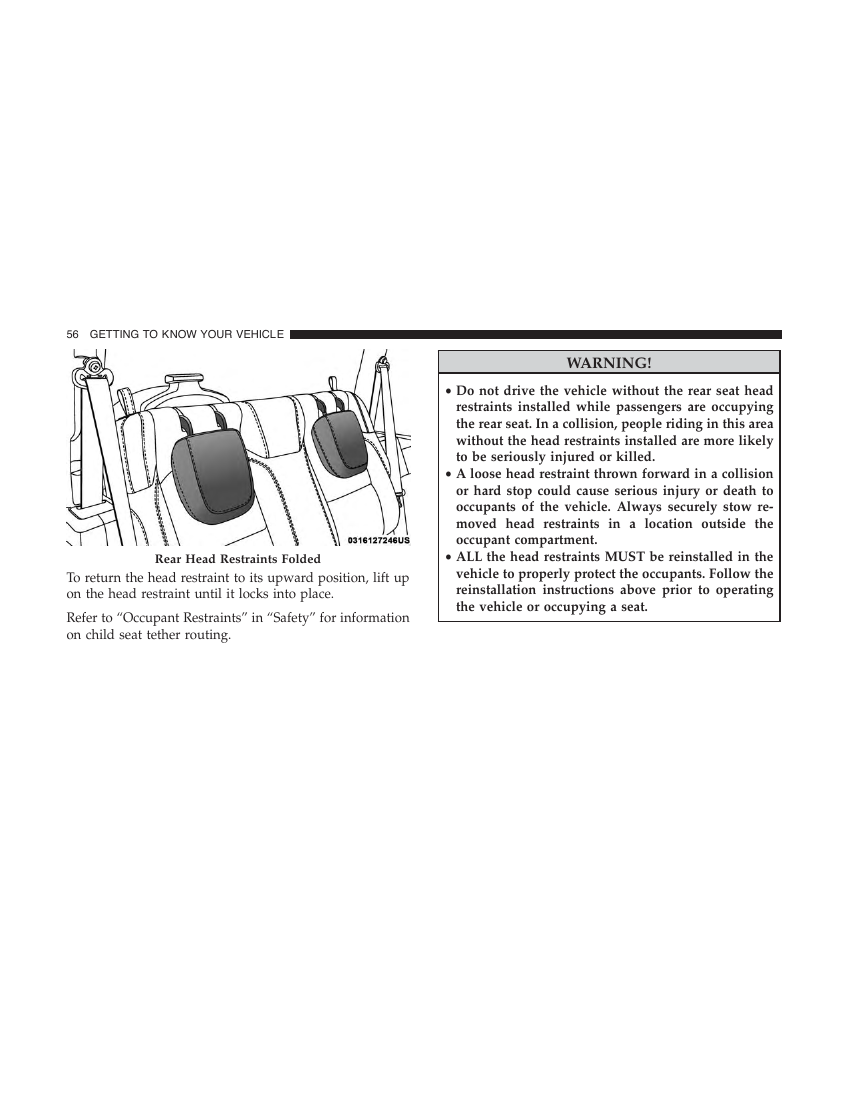 56 GETTING TO KNOW YOUR VEHICLE
0316127246US
Rear Head Restraints Folded
To return the head restraint to its upward position, lift up
on the head restraint until it locks into place.
Refer to “Occupant Restraints” in “Safety” for information
on child seat tether routing.
WARNING!
• Do not drive the vehicle without the rear seat head
restraints installed while passengers are occupying
the rear seat. In a collision, people riding in this area
without the head restraints installed are more likely
to be seriously injured or killed.
• A loose head restraint thrown forward in a collision
or hard stop could cause serious injury or death to
occupants of the vehicle. Always securely stow re-
moved head restraints in a location outside the
occupant compartment.
• ALL the head restraints MUST be reinstalled in the
vehicle to properly protect the occupants. Follow the
reinstallation instructions above prior to operating
the vehicle or occupying a seat.